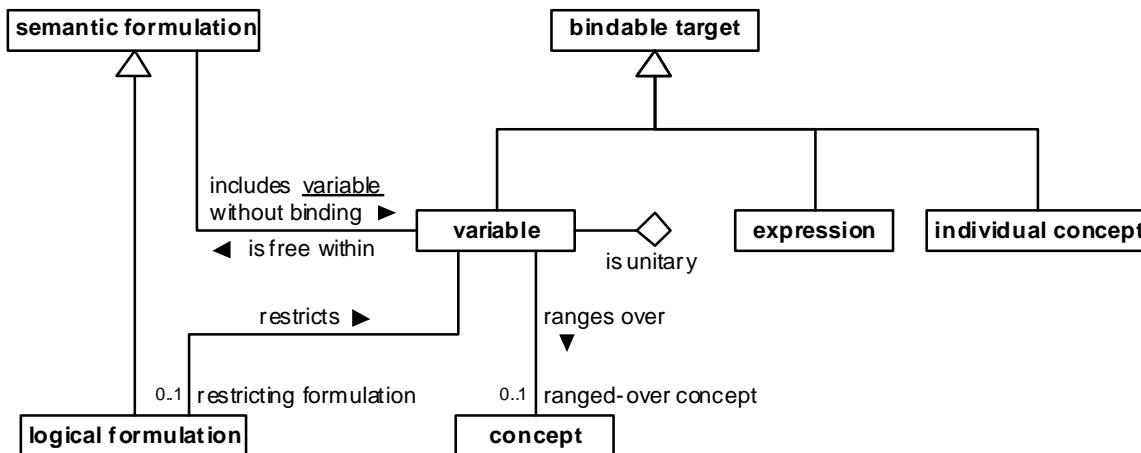 semantic formulation
bindable target
includes variable
without binding ►
◄ is free within
variable
is unitary
expression
individual concept
restricts ►
ranges over
▼
0..1 restricting formulation
0..1 ranged-over concept
logical formulation
concept